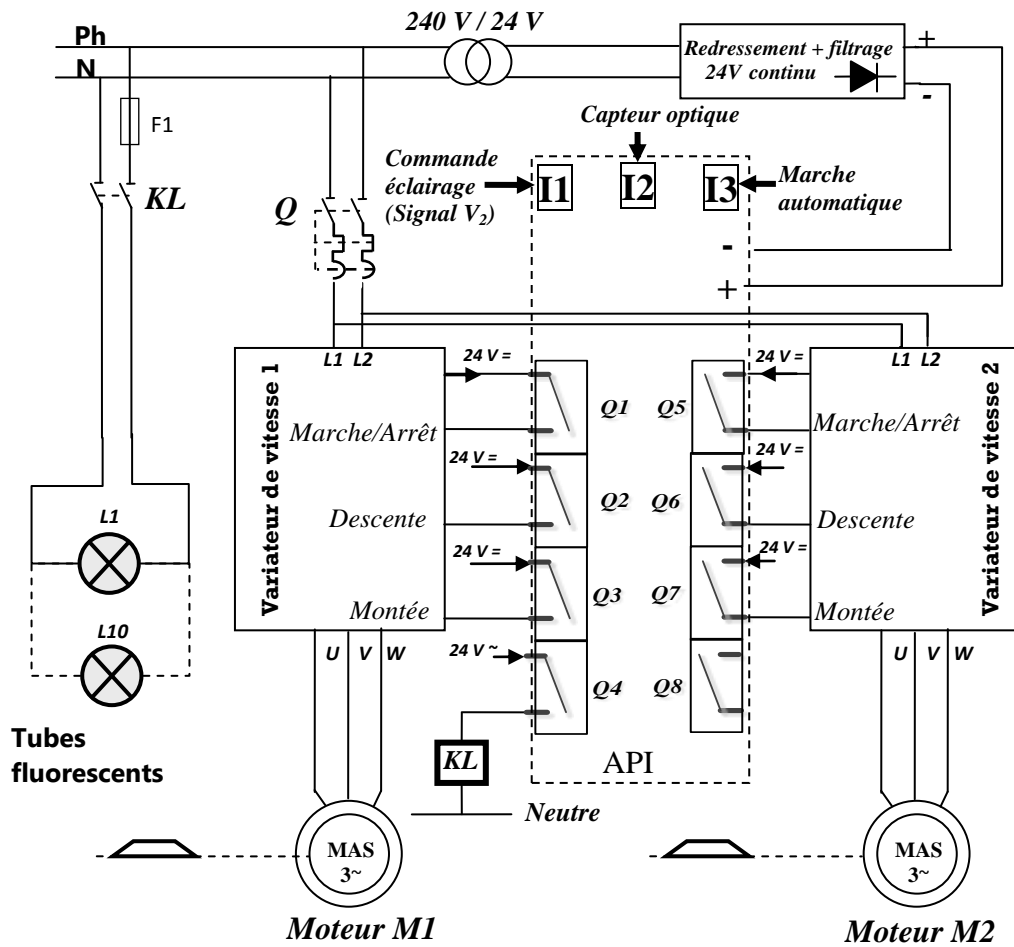 240 V / 24 V
Ph
N
Redressement + filtrage
24V continu
+
-
F1
Capteur optique
Commande
éclairage
(Signal V2)
I1
I2
I3
Marche
automatique
KL
Q
-
+
L1 L2
L1 L2
Variateur de vitesse 1
Variateur de vitesse 2
24 V =
Q1
Q5
24 V =
Marche/Arrêt
Marche/Arrêt
24 V =
Q2
Q6
24 V =
Descente
Descente
24 V =
Q3
Q7
24 V =
Montée
Montée
24 V ~
Q4
Q8
L1
L10
U V W
U V W
Tubes
fluorescents
KL
API
Neutre
MAS
3~
MAS
3~
Moteur M1
Moteur M2